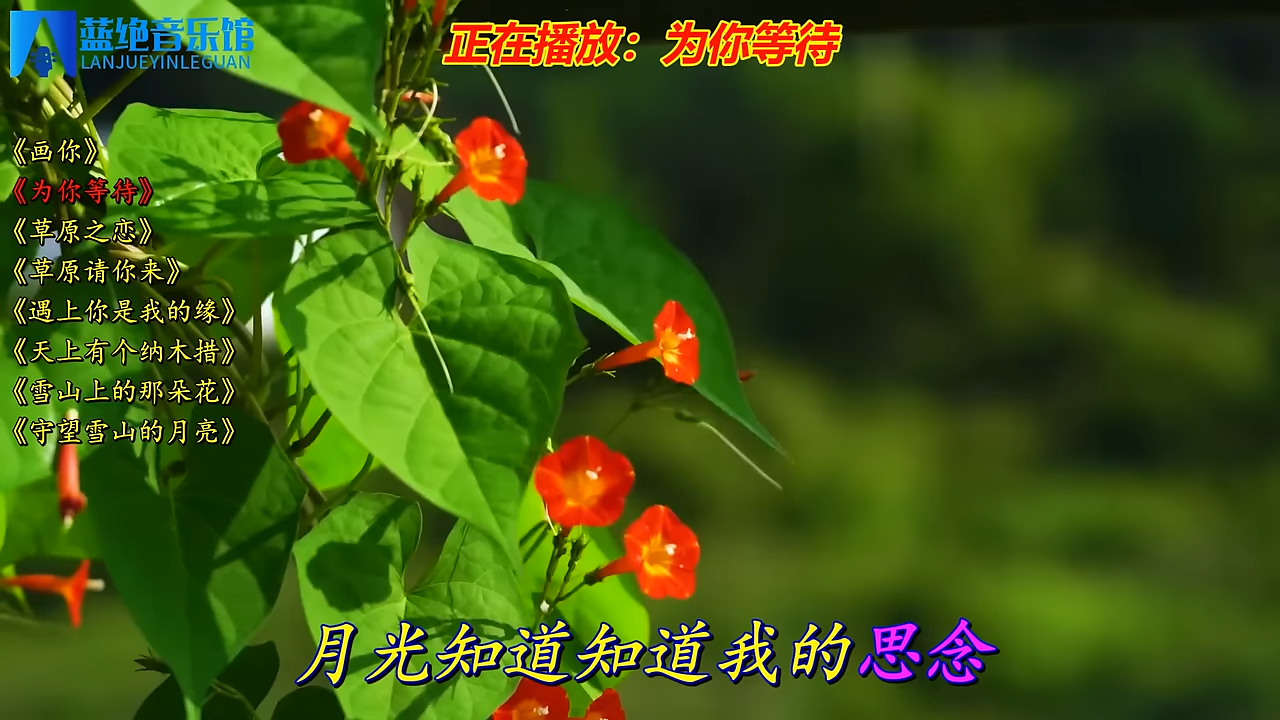 蓝绝音乐馆
LANJUEYINLEGUAN
正在播放：为你等待
《画你》
《为你等待》
《草原之恋》
《草原请你来》
《遇上你是我的缘》
《天上有个纳木措》
《雪山上的那朵花》
《守望雪山的月亮》
月光知道知道我的思念